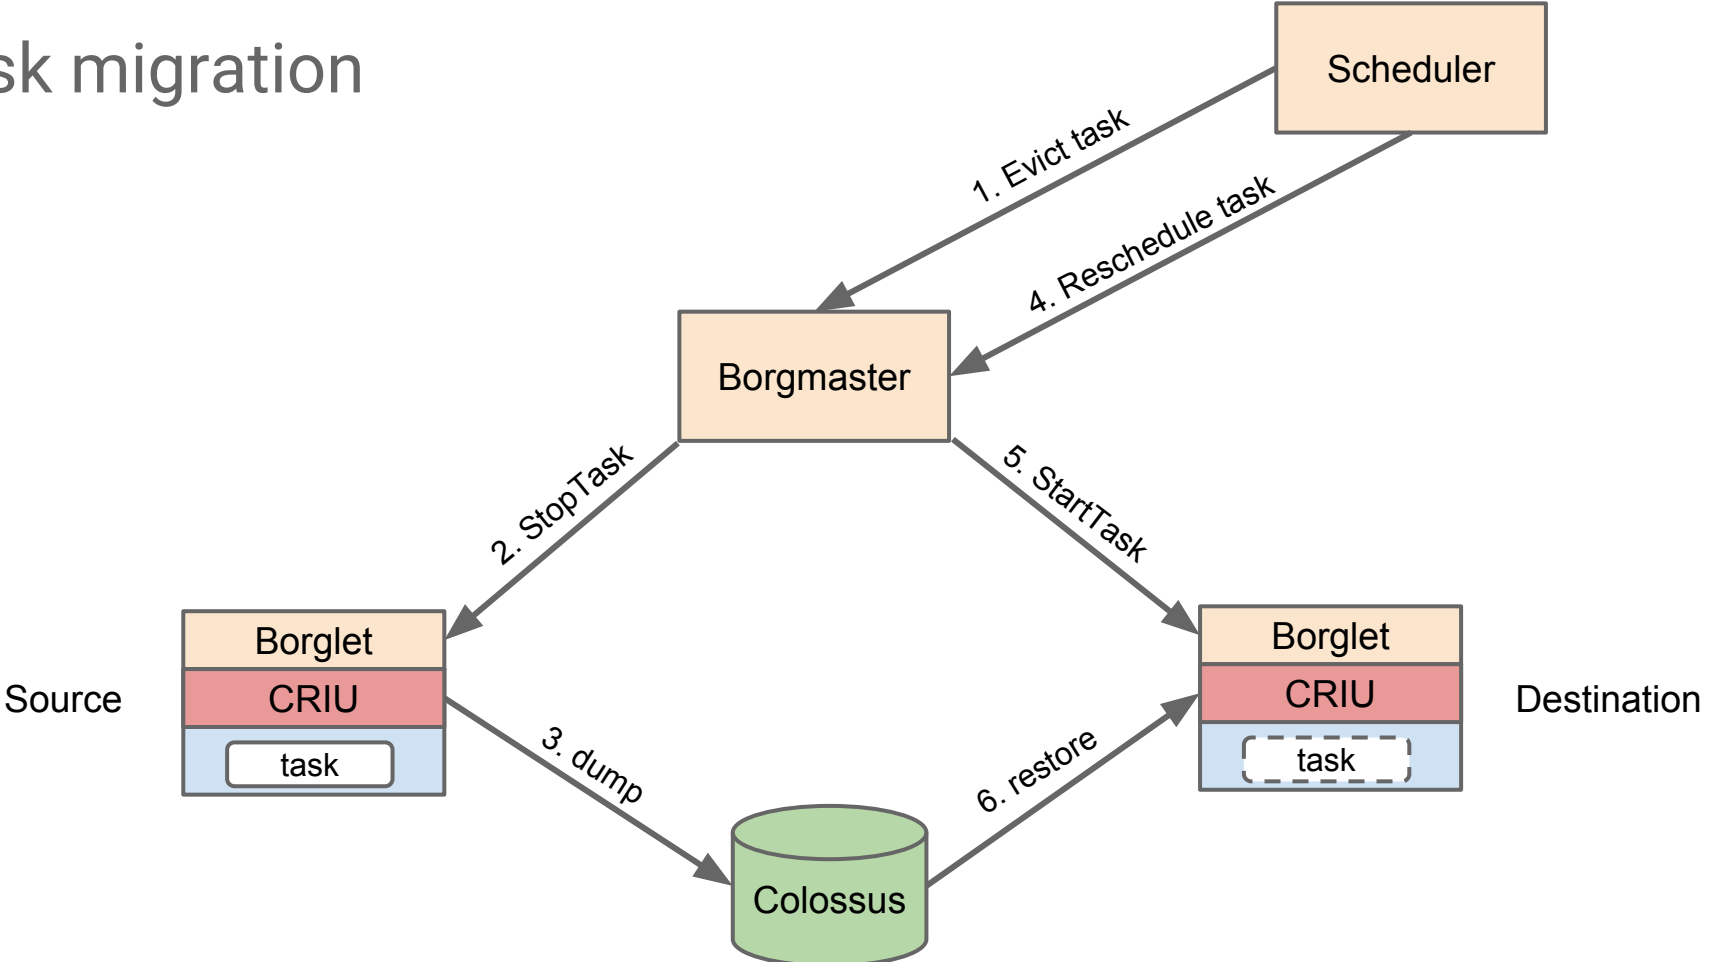 sk migration
Scheduler
1. Evict task
4. Reschedule task
Borgmaster
2. StopTask
5. StartTask
Borglet
Borglet
Source
CRIU
CRIU
Destination
task
task
3. dump
6. restore
Colossus